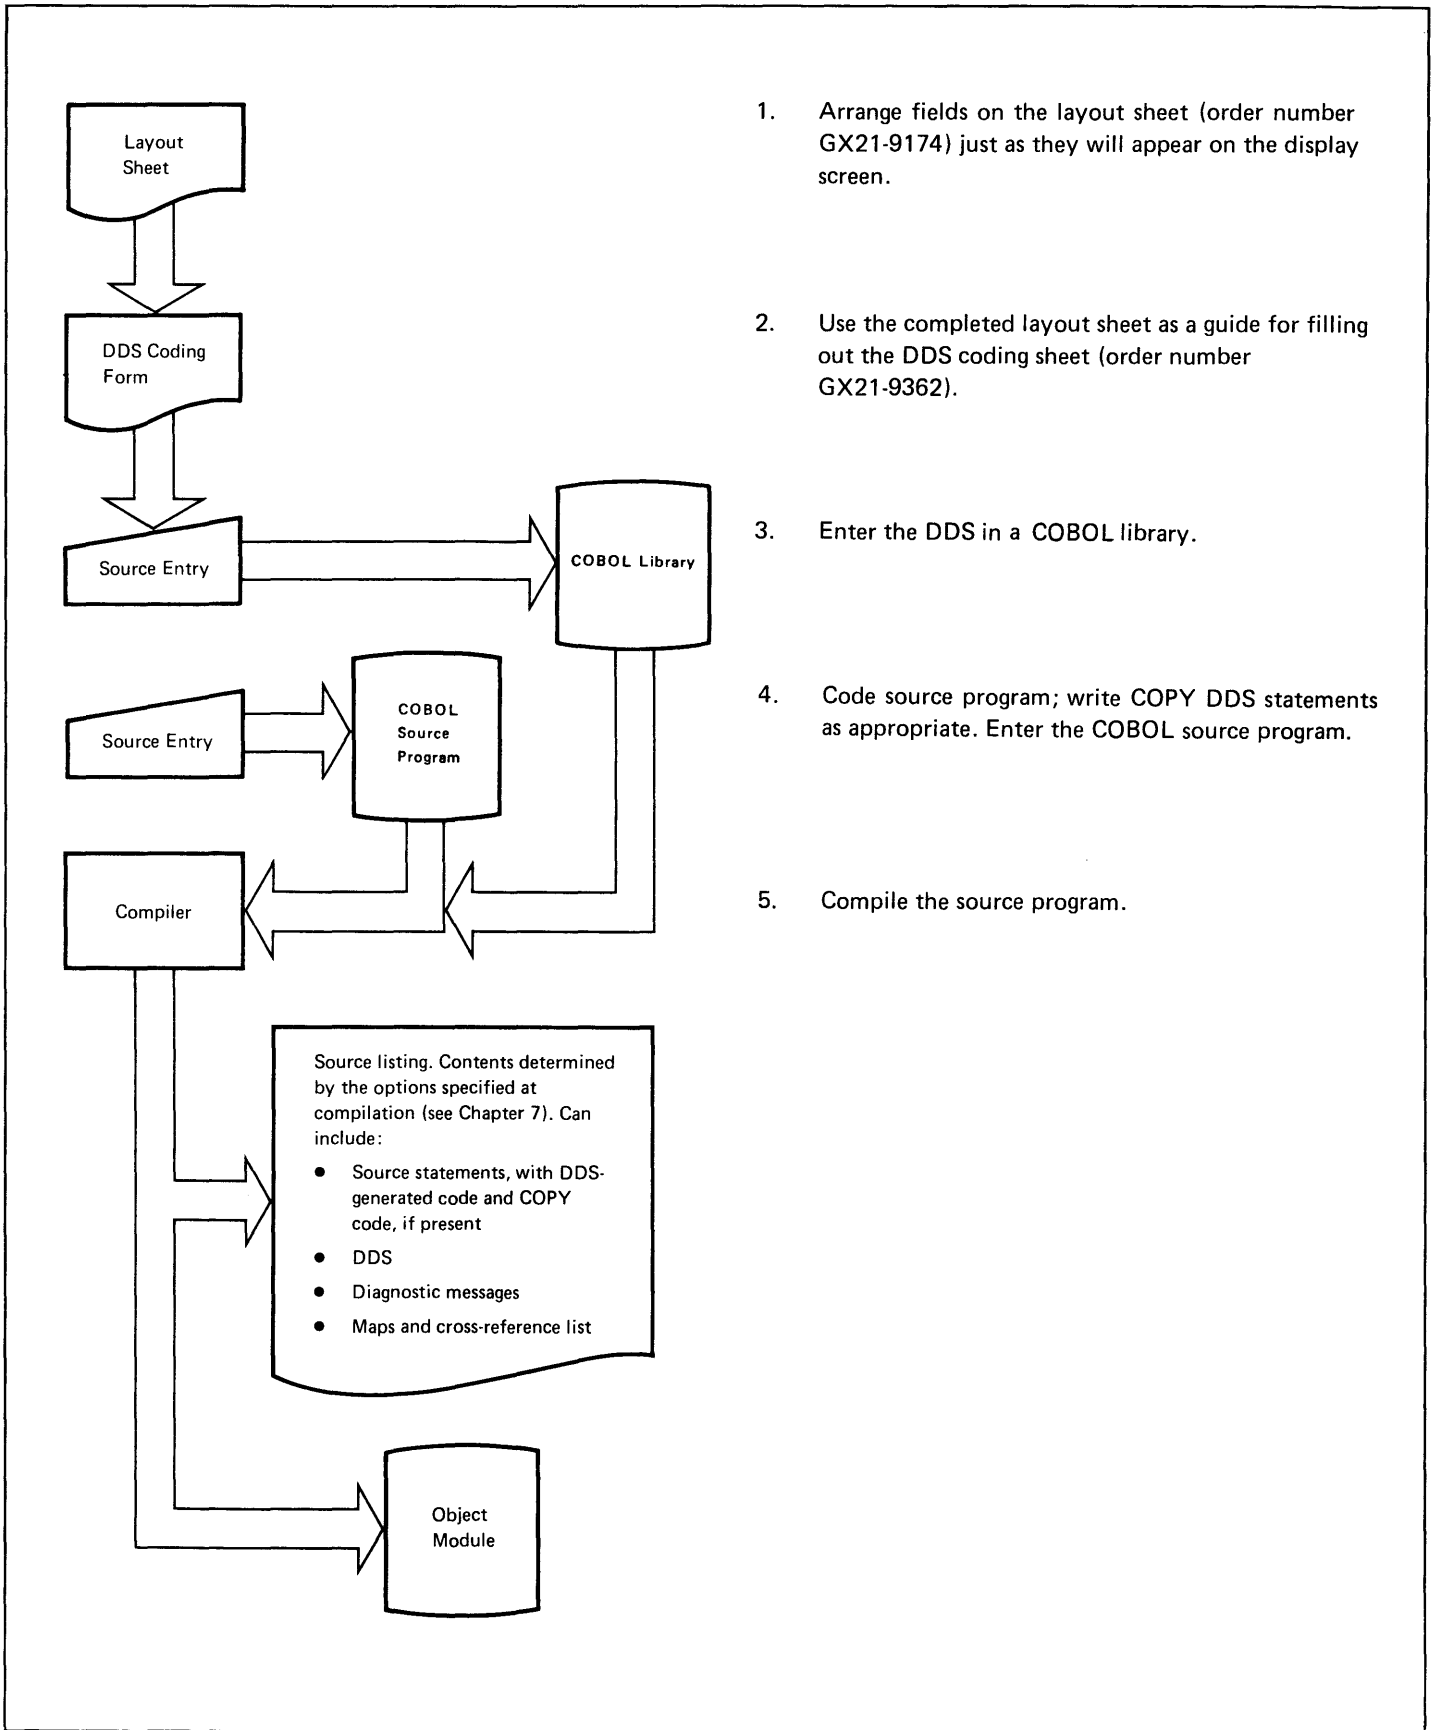 Layout
Sheet
1. Arrange fields on the layout sheet (order number
GX21-9174) just as they will appear on the display
screen.
DDS Coding
Form
2. Use the completed layout sheet as a guide for filling
out the DDS coding sheet (order number
GX21-9362).
Source Entry
COBOL Library
3. Enter the DDS in a COBOL library.
Source Entry
COBOL
Source
Program
4. Code source program; write COPY DDS statements
as appropriate. Enter the COBOL source program.
Compiler
5. Compile the source program.
Source listing. Contents determined
by the options specified at
compilation (see Chapter 7). Can
include:
● Source statements, with DDS-
generated code and COPY
code, if present
● DDS
● Diagnostic messages
● Maps and cross-reference list
Object
Module